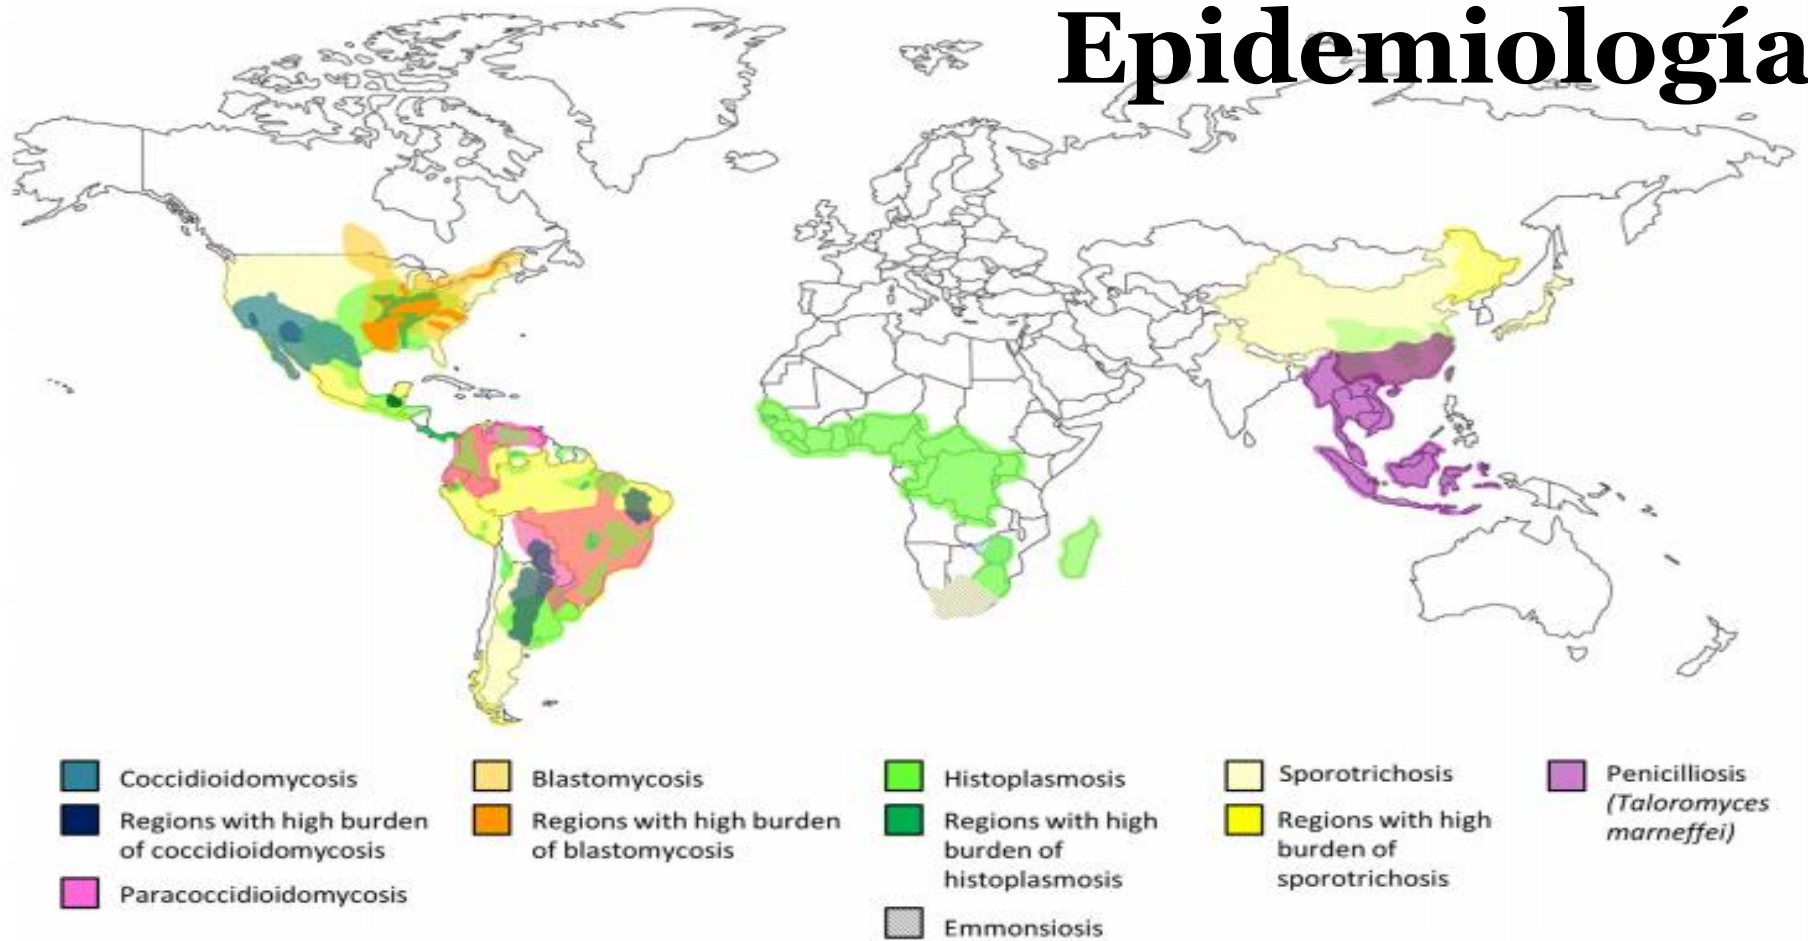 Epidemiología
Coccidioidomycosis
Regions with high burden
of coccidioidomycosis
Paracoccidioidomycosis
Blastomycosis
Regions with high burden
of blastomycosis
Histoplasmosis
Regions with high
burden of
histoplasmosis
Emmonsiosis
Sporotrichosis
Regions with high
burden of
sporotrichosis
Penicilliosis
(Taloromyces
marneffei)